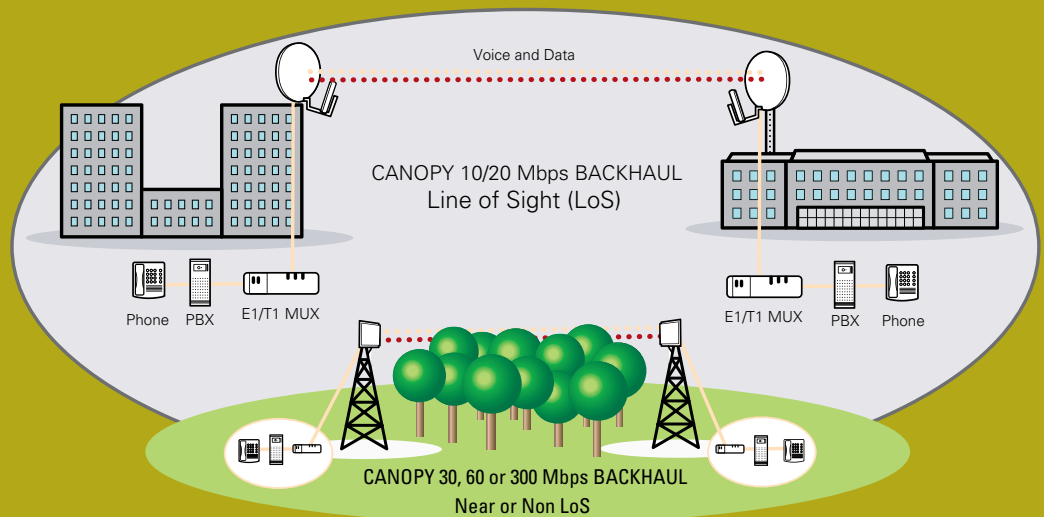 Voice and Data
CANOPY 10/20 Mbps BACKHAUL
Line of Sight (LoS)
Phone
PBX
E1/T1 MUX
E1/T1 MUX
PBX
Phone
CANOPY 30, 60 or 300 Mbps BACKHAUL
Near or Non LoS